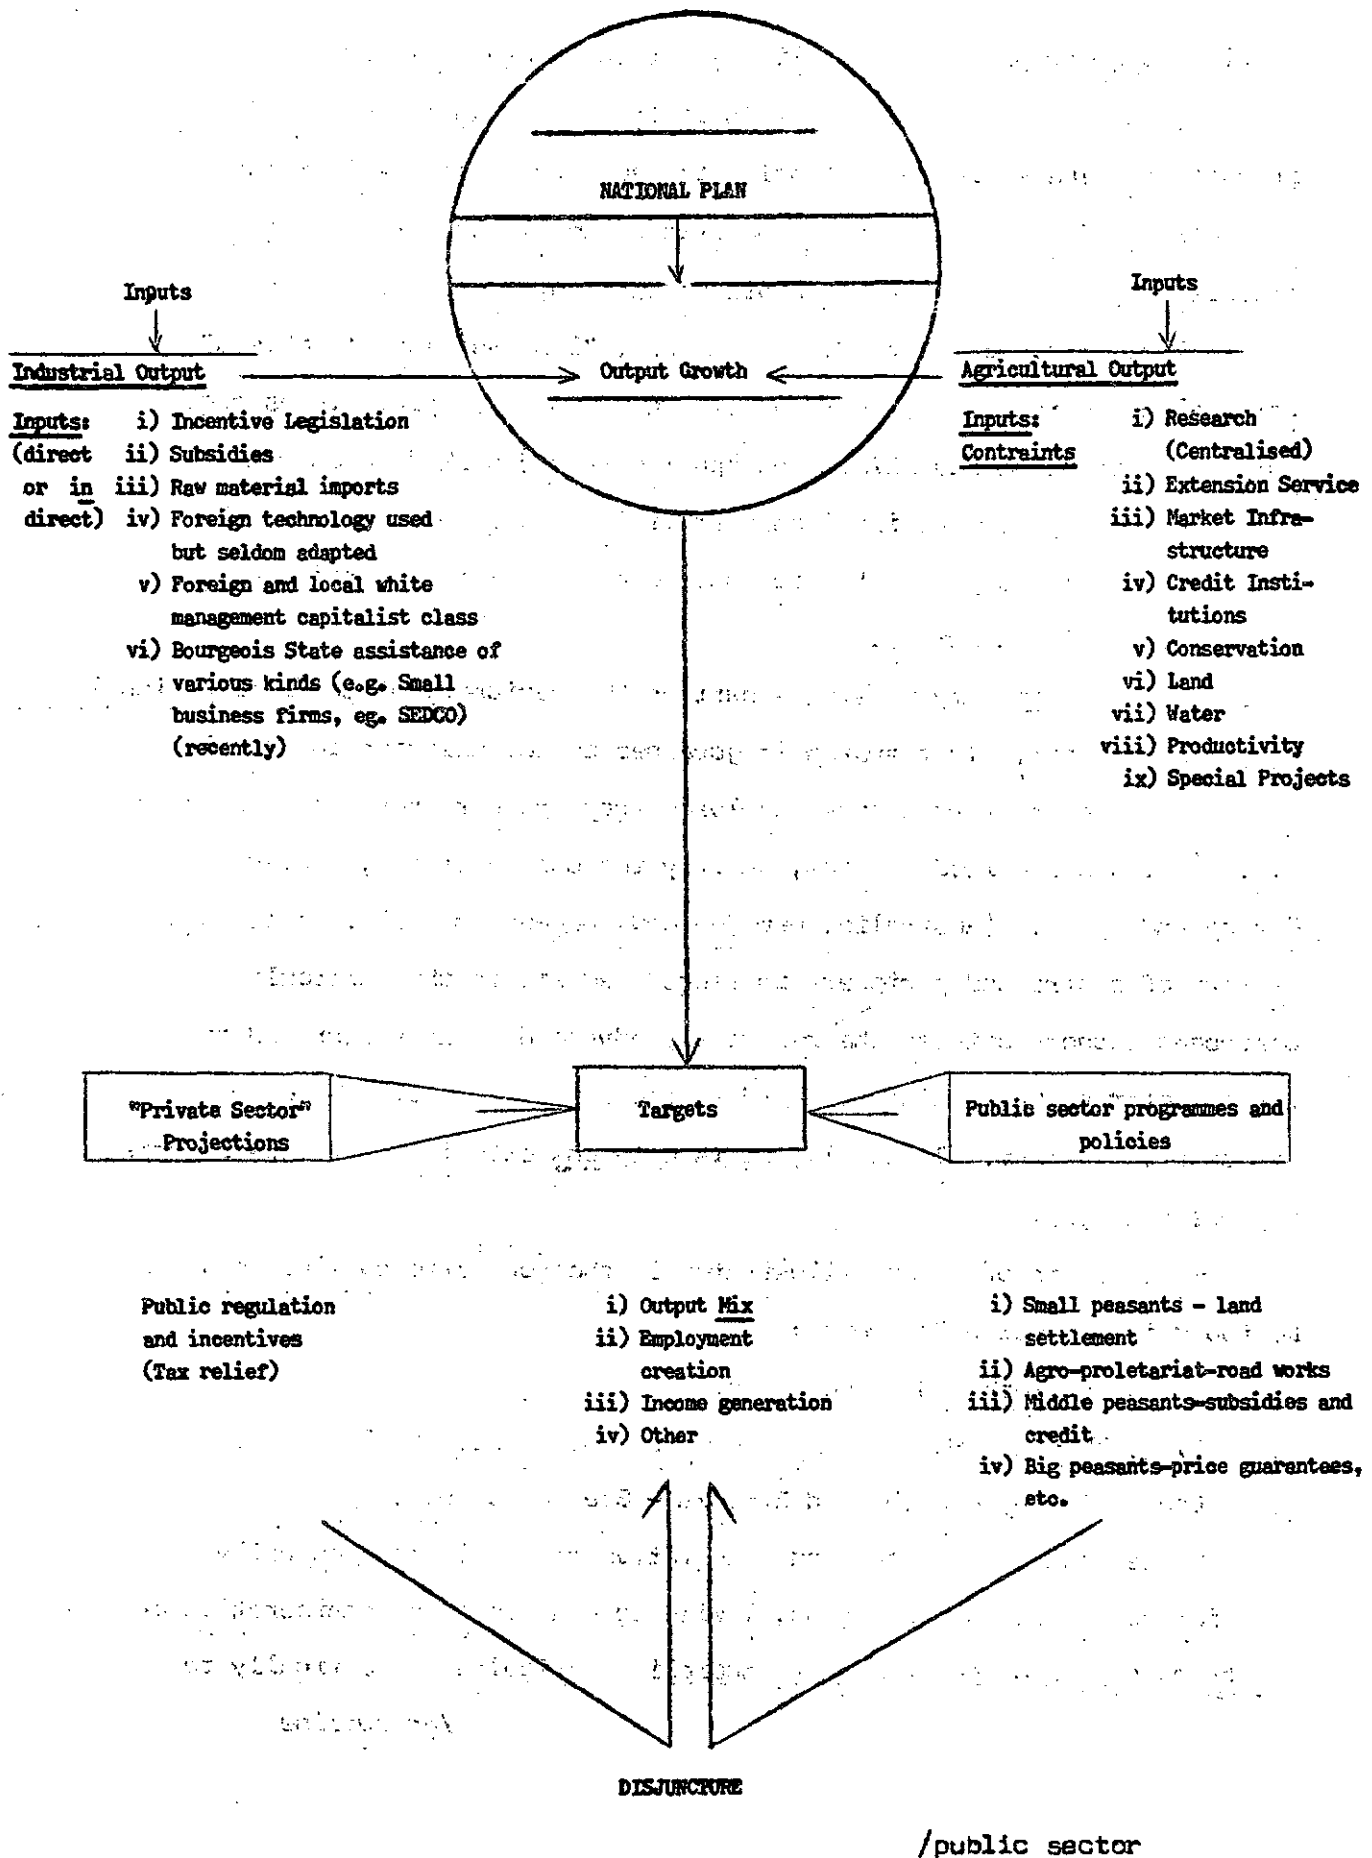 NATIONAL PLAN
Inputs
Inputs
Industrial Output
Output Growth
Agricultural Output
Inputs: i) Incentive Legislation
(direct ii) Subsidies
or in iii) Raw material imports
direct) iv) Foreign technology used
but seldom adapted
v) Foreign and local white
management capitalist class
vi) Bourgeois State assistance of
various kinds (e.g. Small
business firms, eg. SEDCO)
(recently)
Inputs: i) Research
Contraints (Centralised)
ii) Extension Service
iii) Market Infra-
structure
iv) Credit Insti-
tutions
v) Conservation
vi) Land
vii) Water
viii) Productivity
ix) Special Projects
"Private Sector"
Projections
Targets
Public sector programmes and
policies
Public regulation
and incentives
(Tax relief)
i) Output Mix
ii) Employment
creation
iii) Income generation
iv) Other
i) Small peasants - land
settlement
ii) Agro-proletariat-road works
iii) Middle peasants-subsidies and
credit
iv) Big peasants-price guarantees,
etc.
DISJUNCTURE
/public sector